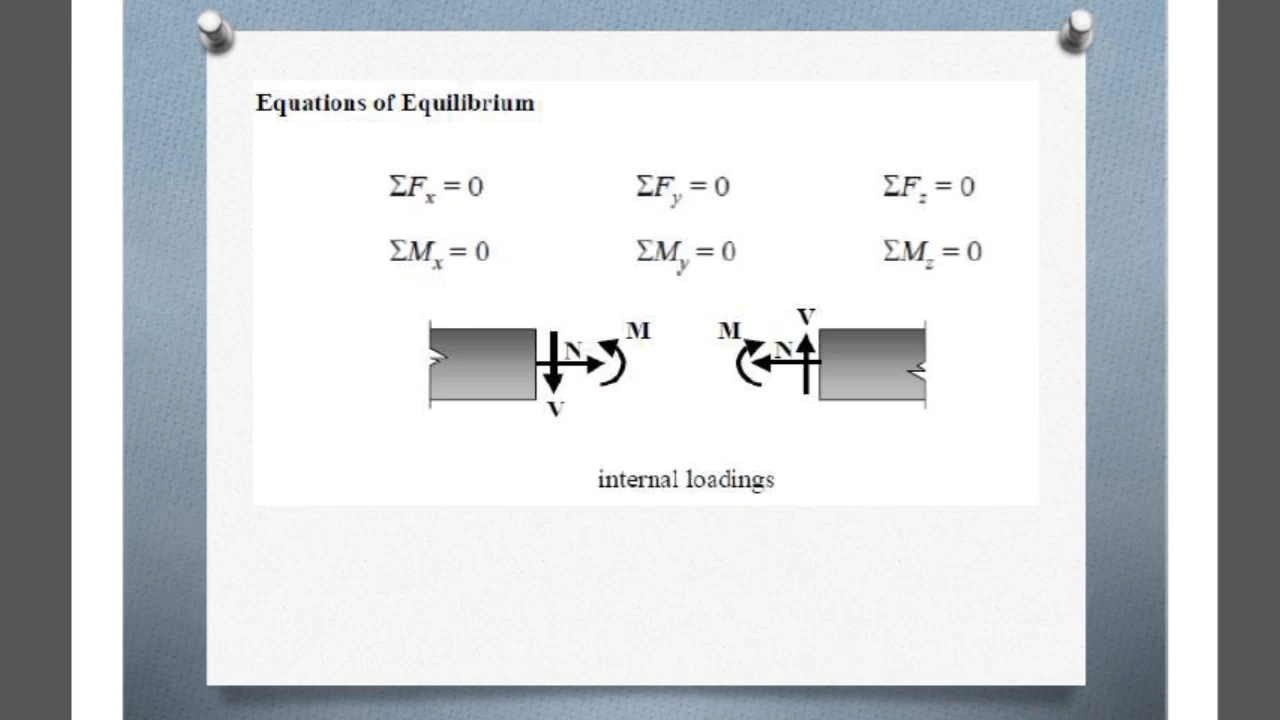 Equations of Equilibrium
ΣFx = 0 ΣFy = 0 ΣFz = 0
ΣMx = 0 ΣMy = 0 ΣMz = 0
N M V
M N V
internal loadings